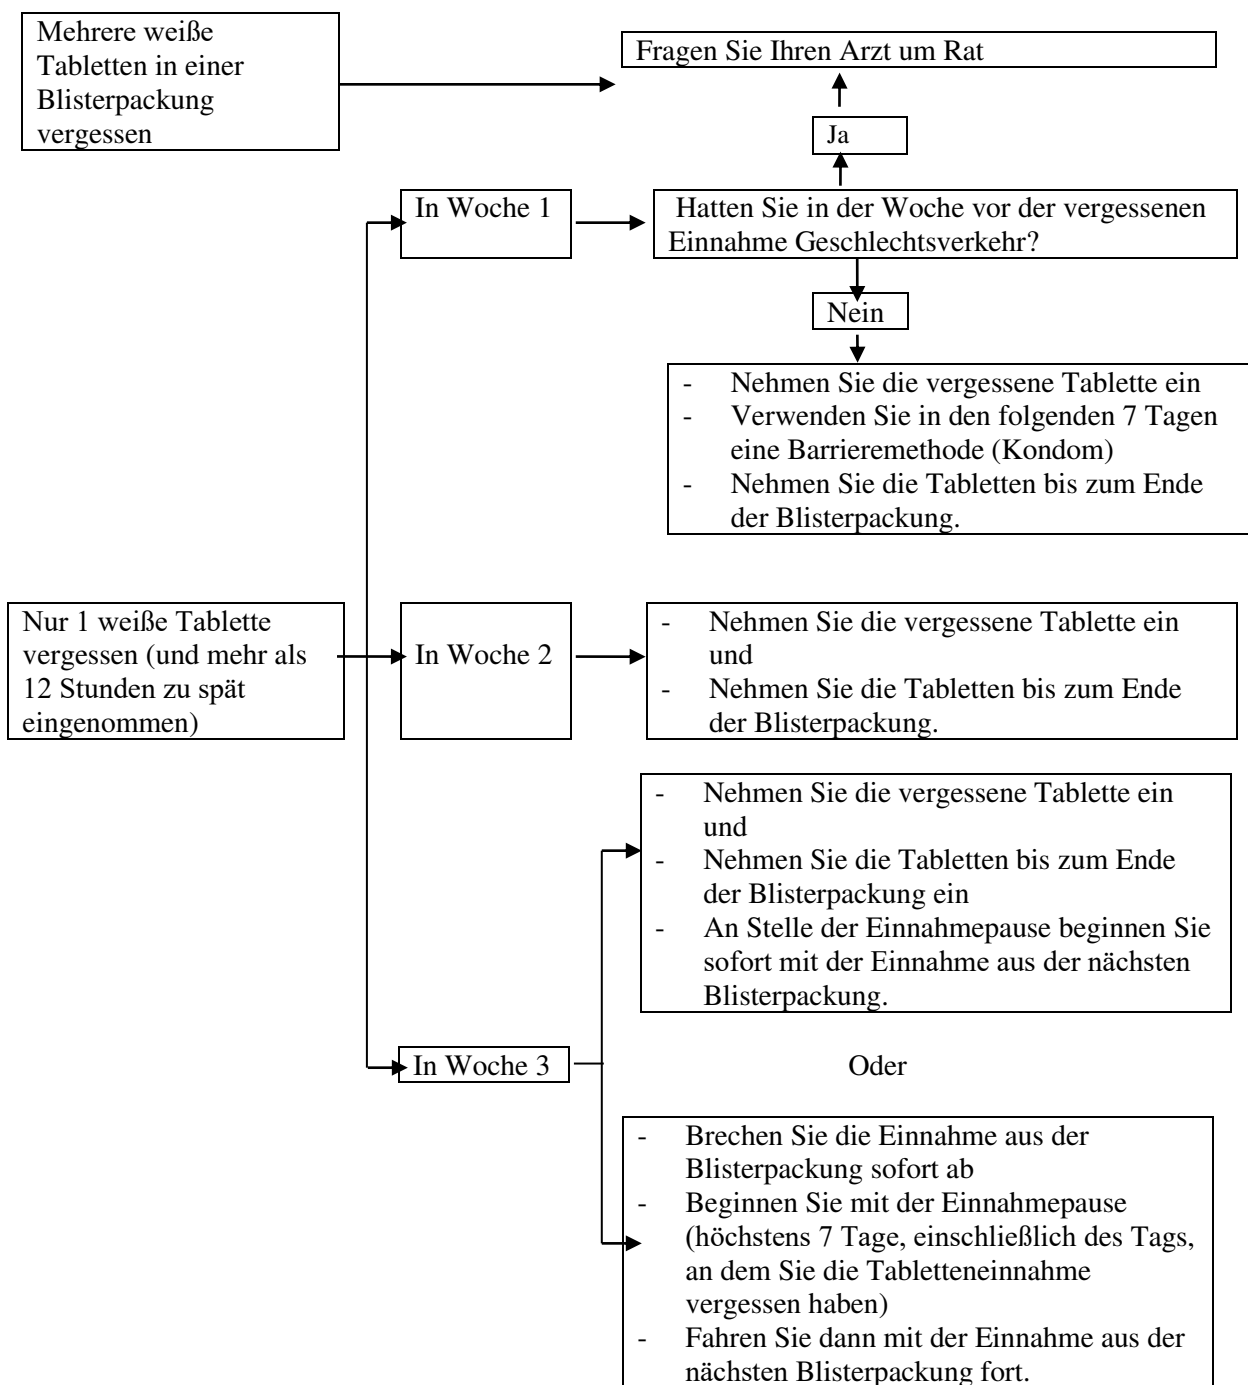 Mehrere weiße
Tabletten in einer
Blisterpackung
vergessen
Fragen Sie Ihren Arzt um Rat
Ja
In Woche 1
Hatten Sie in der Woche vor der vergessenen
Einnahme Geschlechtsverkehr?
Nein
- Nehmen Sie die vergessene Tablette ein
- Verwenden Sie in den folgenden 7 Tagen
eine Barrieremethode (Kondom)
- Nehmen Sie die Tabletten bis zum Ende
der Blisterpackung.
Nur 1 weiße Tablette
vergessen (und mehr als
12 Stunden zu spät
eingenommen)
In Woche 2
- Nehmen Sie die vergessene Tablette ein
und
- Nehmen Sie die Tabletten bis zum Ende
der Blisterpackung.
- Nehmen Sie die vergessene Tablette ein
und
- Nehmen Sie die Tabletten bis zum Ende
der Blisterpackung ein
- An Stelle der Einnahmepause beginnen Sie
sofort mit der Einnahme aus der nächsten
Blisterpackung.
In Woche 3
Oder
- Brechen Sie die Einnahme aus der
Blisterpackung sofort ab
- Beginnen Sie mit der Einnahmepause
(höchstens 7 Tage, einschließlich des Tags,
an dem Sie die Tabletteneinnahme
vergessen haben)
- Fahren Sie dann mit der Einnahme aus der
nächsten Blisterpackung fort.